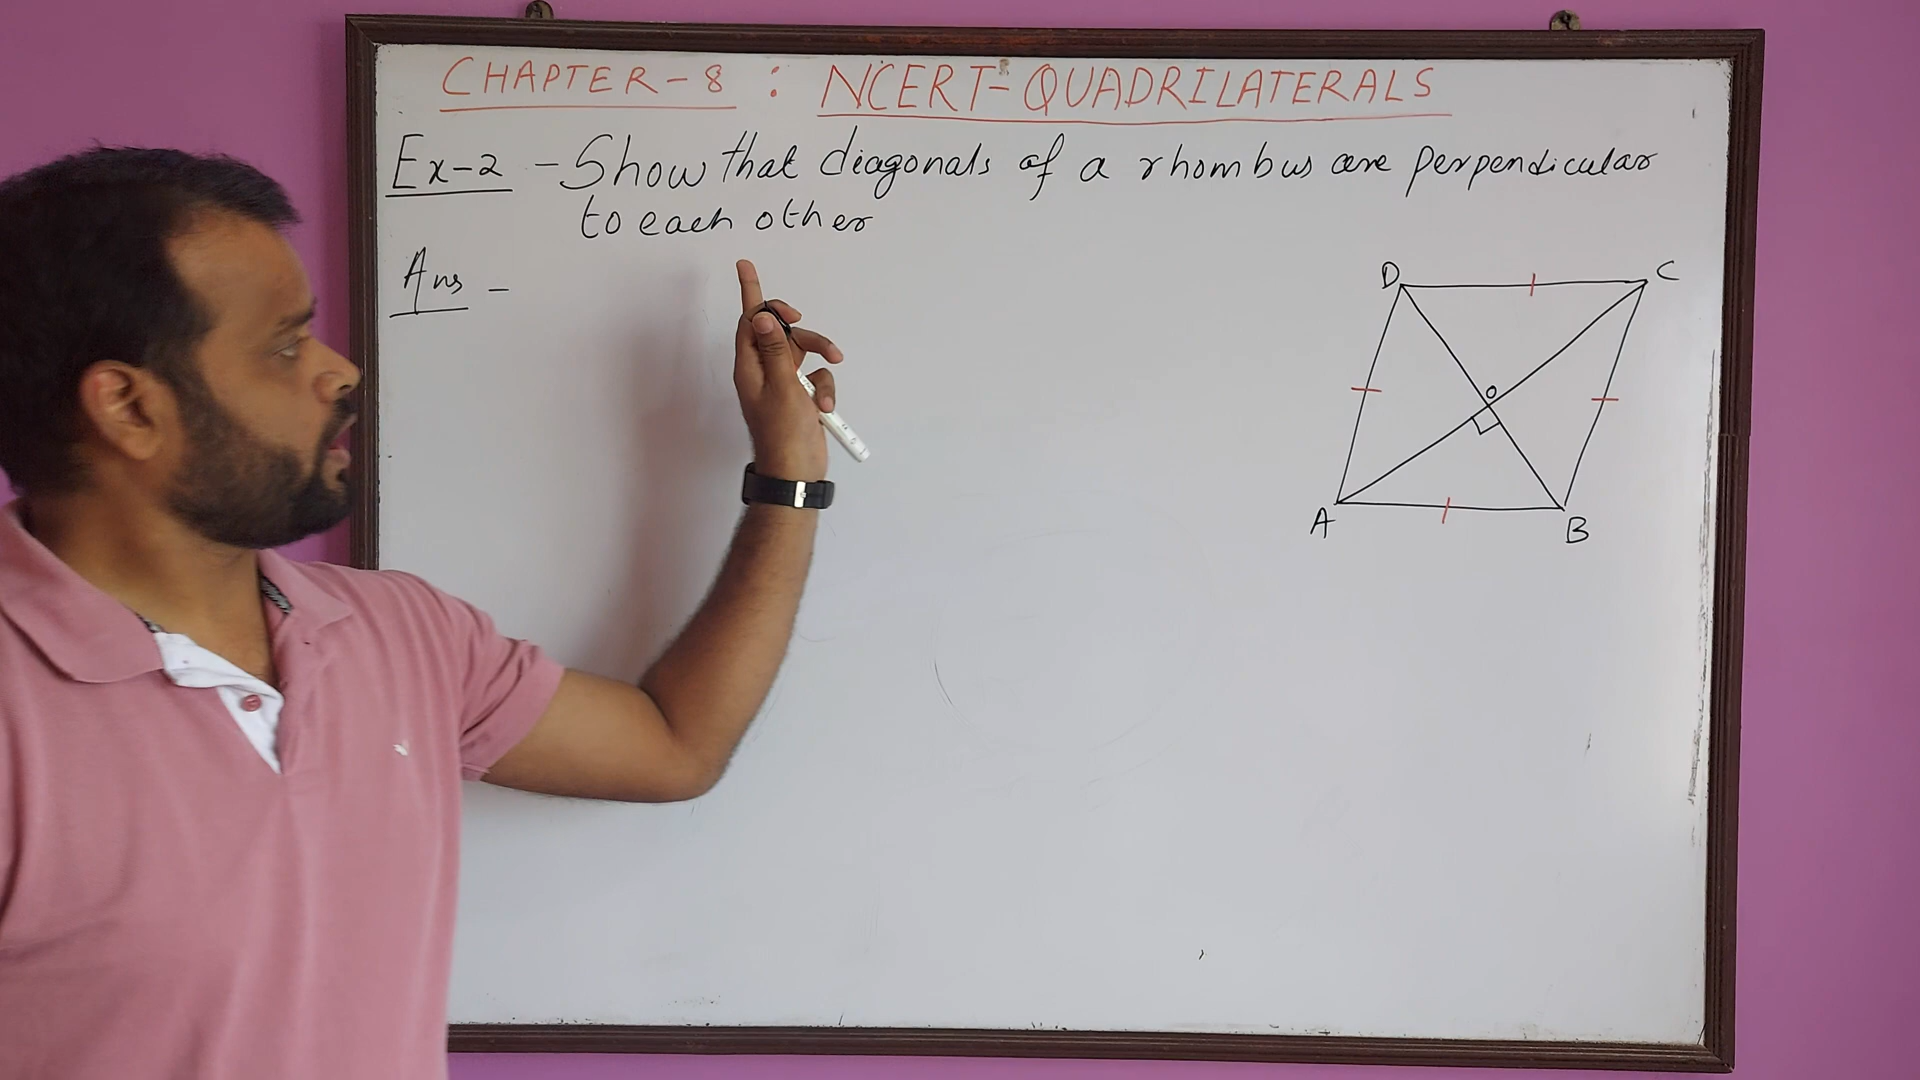 CHAPTER-8 : NCERT-QUADRILATERALS
Ex-2 - Show that diagonals of a rhombus are perpendicular
to each other
Ans -
D C
O
A B